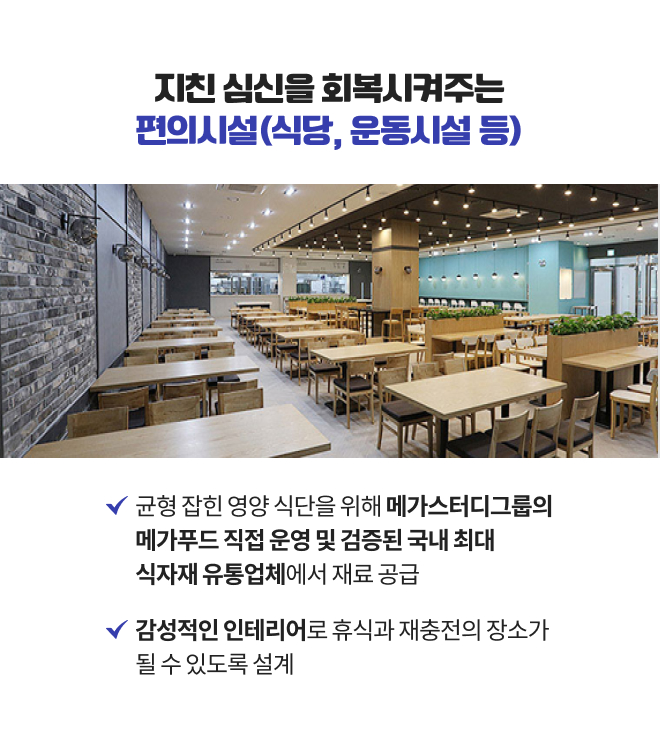 지친 심신을 회복시켜주는
편의시설(식당, 운동시설 등)
균형 잡힌 영양 식단을 위해 메가스터디그룹의
메가푸드 직접 운영 및 검증된 국내 최대
식자재 유통업체에서 재료 공급
감성적인 인테리어로 휴식과 재충전의 장소가
될 수 있도록 설계